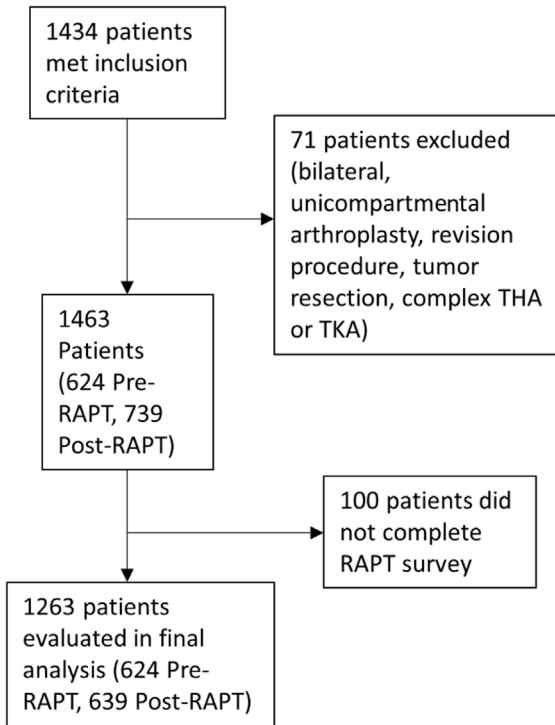 1434 patients
met inclusion
criteria
71 patients excluded
(bilateral,
unicompartmental
arthroplasty, revision
procedure, tumor
resection, complex THA
or TKA)
1463
Patients
(624 Pre-
RAPT, 739
Post-RAPT)
100 patients did
not complete
RAPT survey
1263 patients
evaluated in final
analysis (624 Pre-
RAPT, 639 Post-RAPT)